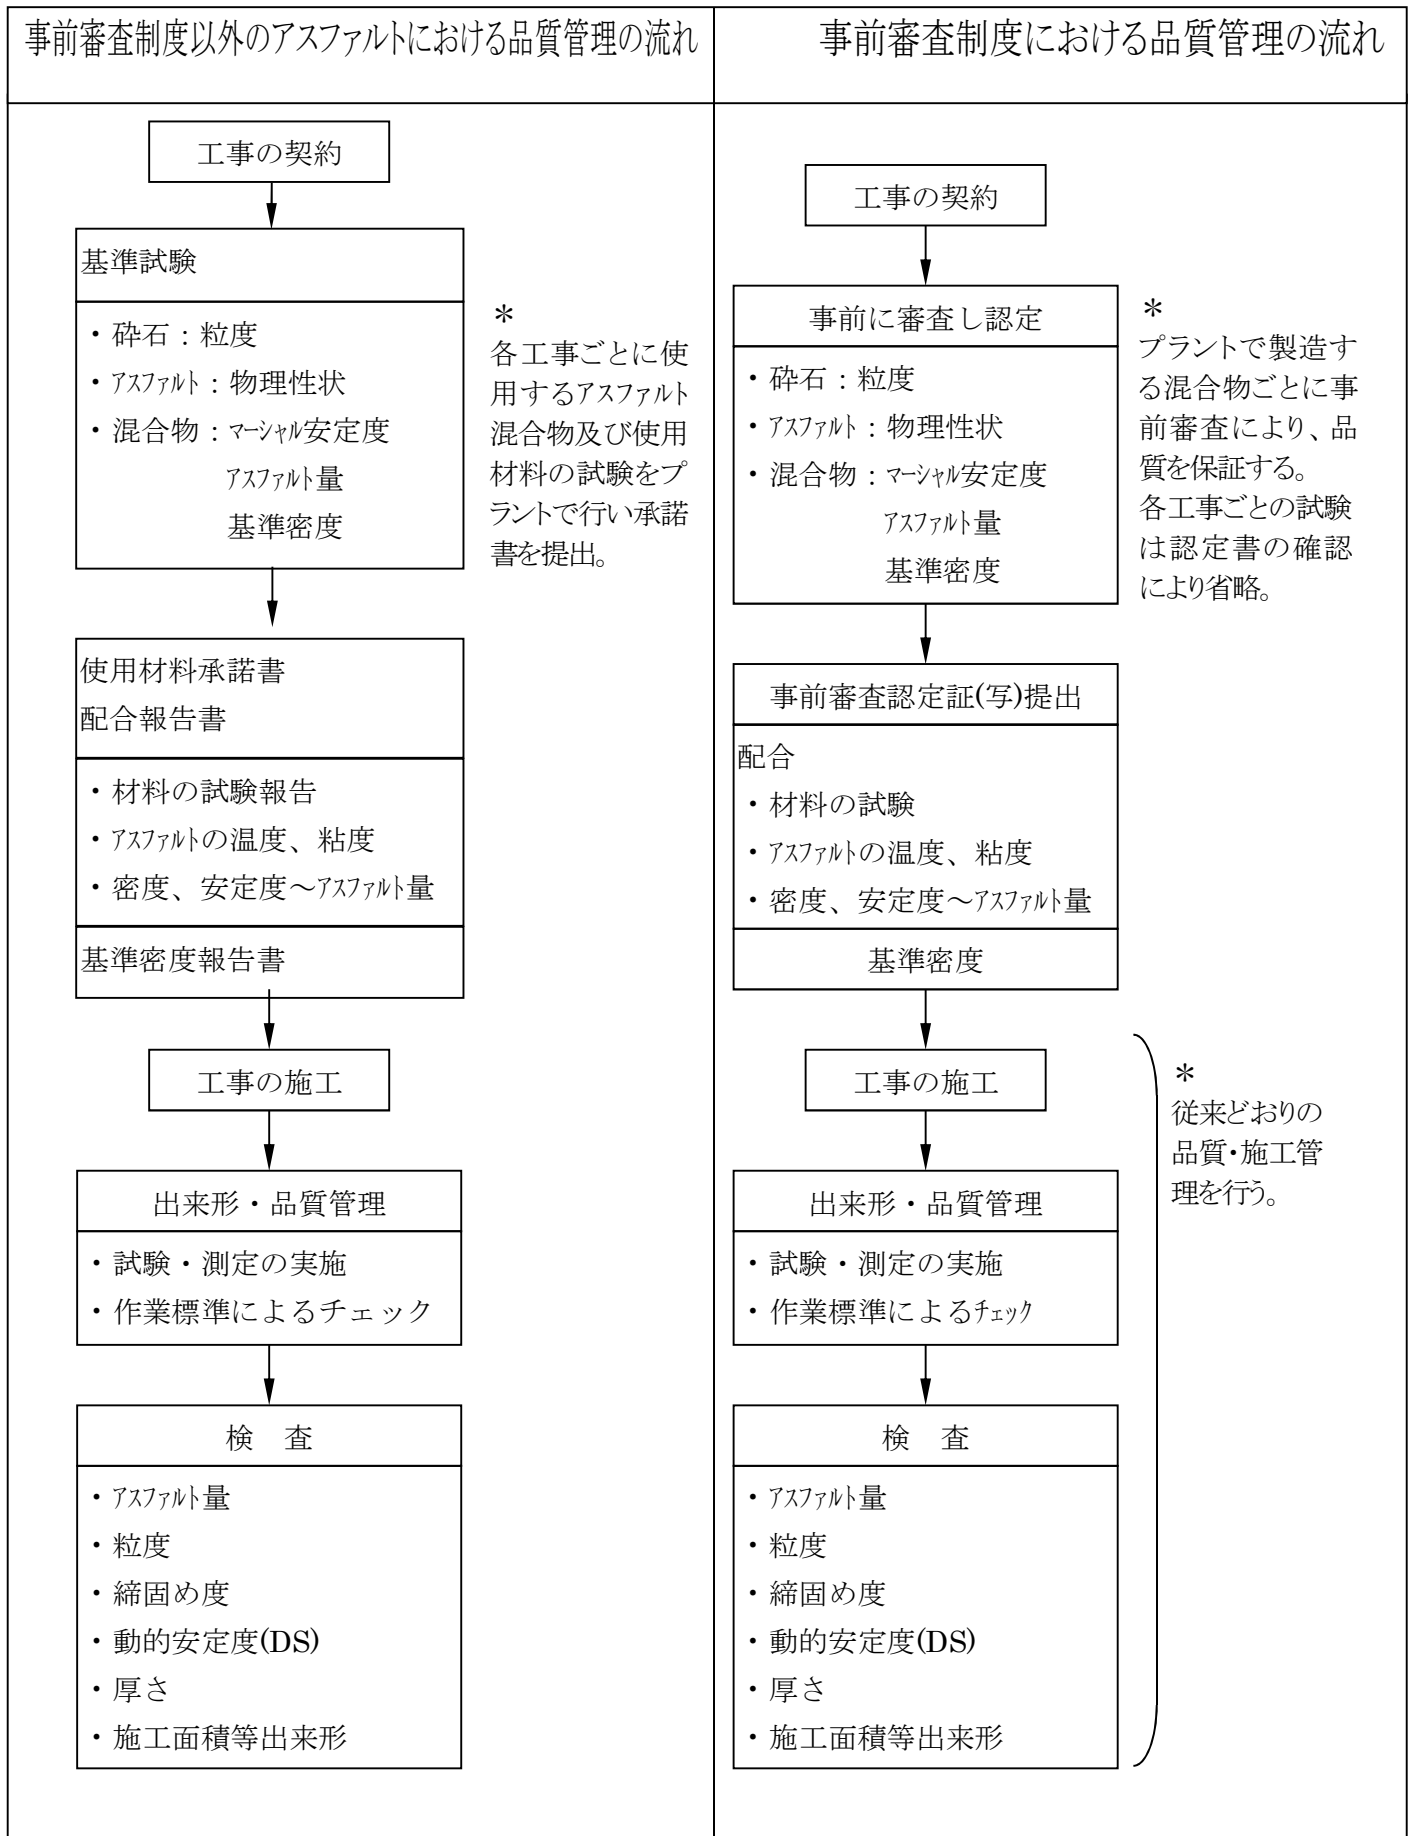 事前審査制度以外のアスファルトにおける品質管理の流れ
工事の契約
基準試験
・砕石：粒度
・ｱｽﾌｧﾙﾄ：物理性状
・混合物：ﾏｰｼｬﾙ安定度
ｱｽﾌｧﾙﾄ量
基準密度
＊
各工事ごとに使
用するアスファルト
混合物及び使用
材料の試験をプ
ラントで行い承諾
書を提出。
使用材料承諾書
配合報告書
・材料の試験報告
・ｱｽﾌｧﾙﾄの温度、粘度
・密度、安定度～ｱｽﾌｧﾙﾄ量
基準密度報告書
工事の施工
出来形・品質管理
・試験・測定の実施
・作業標準によるチェック
検　査
・ｱｽﾌｧﾙﾄ量
・粒度
・締固め度
・動的安定度(DS)
・厚さ
・施工面積等出来形
事前審査制度における品質管理の流れ
工事の契約
事前に審査し認定
・砕石：粒度
・ｱｽﾌｧﾙﾄ：物理性状
・混合物：ﾏｰｼｬﾙ安定度
ｱｽﾌｧﾙﾄ量
基準密度
＊
プラントで製造す
る混合物ごとに事
前審査により、品
質を保証する。
各工事ごとの試験
は認定書の確認
により省略。
事前審査認定証(写)提出
配合
・材料の試験
・ｱｽﾌｧﾙﾄの温度、粘度
・密度、安定度～ｱｽﾌｧﾙﾄ量
基準密度
工事の施工
出来形・品質管理
・試験・測定の実施
・作業標準によるﾁｪｯｸ
検　査
・ｱｽﾌｧﾙﾄ量
・粒度
・締固め度
・動的安定度(DS)
・厚さ
・施工面積等出来形
＊
従来どおりの
品質・施工管
理を行う。